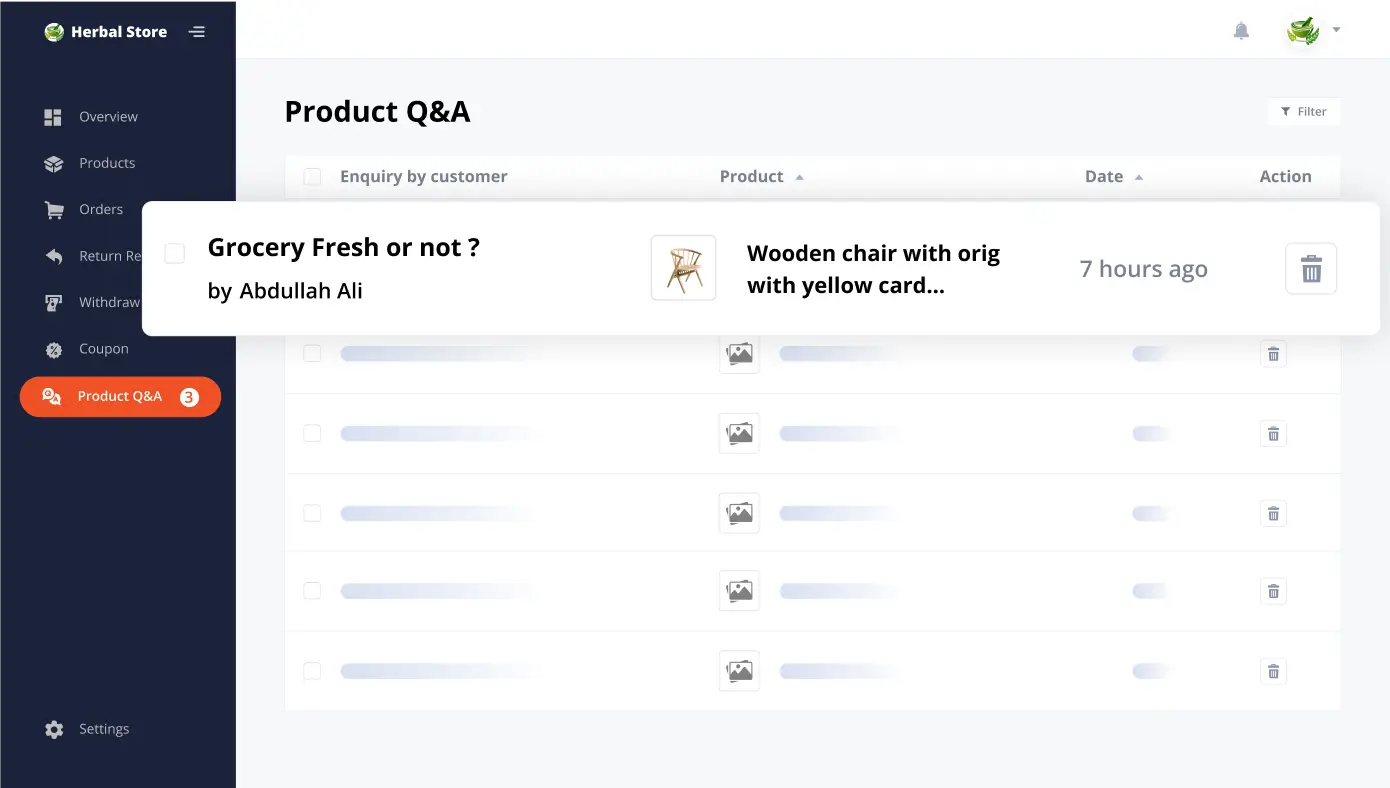 Herbal Store
Overview
Products
Orders
Return Re
Withdraw
Coupon
Product Q&A 3
Settings
Product Q&A
Filter
Enquiry by customer Product Date Action
Grocery Fresh or not ?
by Abdullah Ali
Wooden chair with orig
with yellow card...
7 hours ago